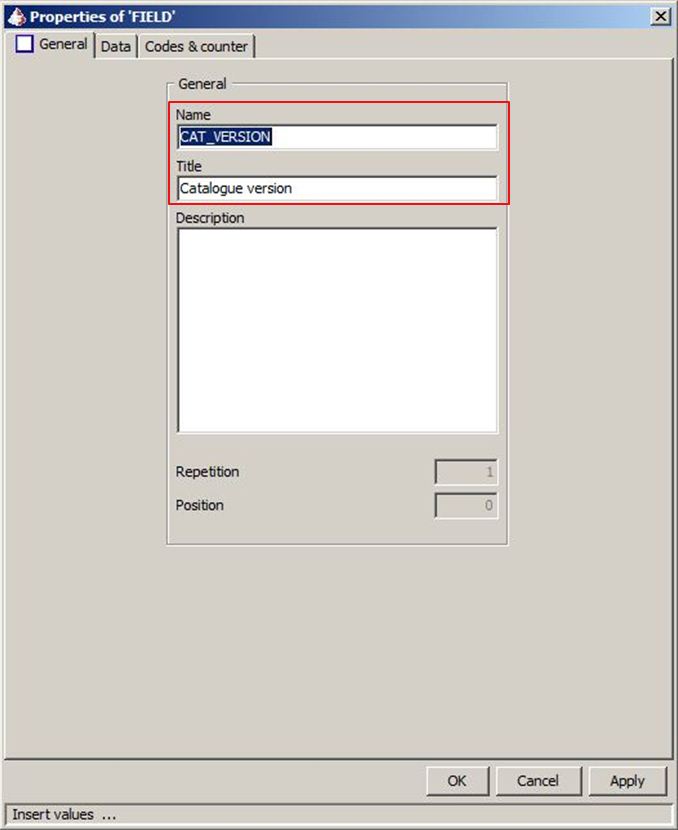 Properties of 'FIELD'
General Data Codes & counter
General
Name
CAT_VERSION
Title
Catalogue version
Description
Repetition 1
Position 0
OK Cancel Apply
Insert values ...